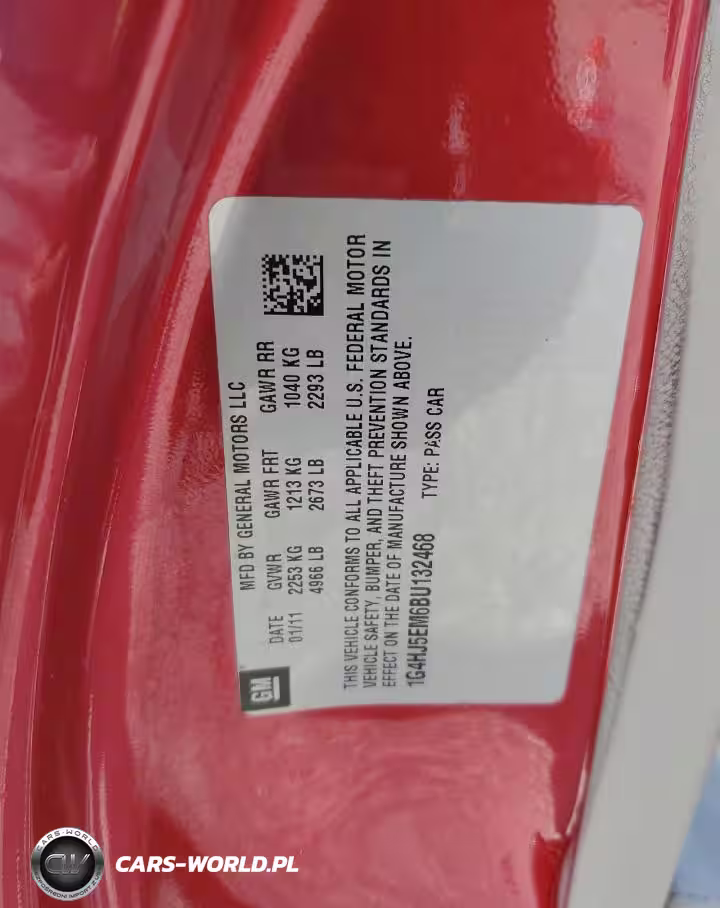 MFD BY GENERAL MOTORS LLC
DATE GVWR GAWR FRT GAWR RR
01/11 2253 KG 1213 KG 1040 KG
4966 LB 2673 LB 2293 LB
THIS VEHICLE CONFORMS TO ALL APPLICABLE U.S. FEDERAL MOTOR
VEHICLE SAFETY, BUMPER, AND THEFT PREVENTION STANDARDS IN
EFFECT ON THE DATE OF MANUFACTURE SHOWN ABOVE.
1G4HJ5EM6BU132468 TYPE: PASS CAR
GM
CARS-WORLD
CW
CARS-WORLD.PL